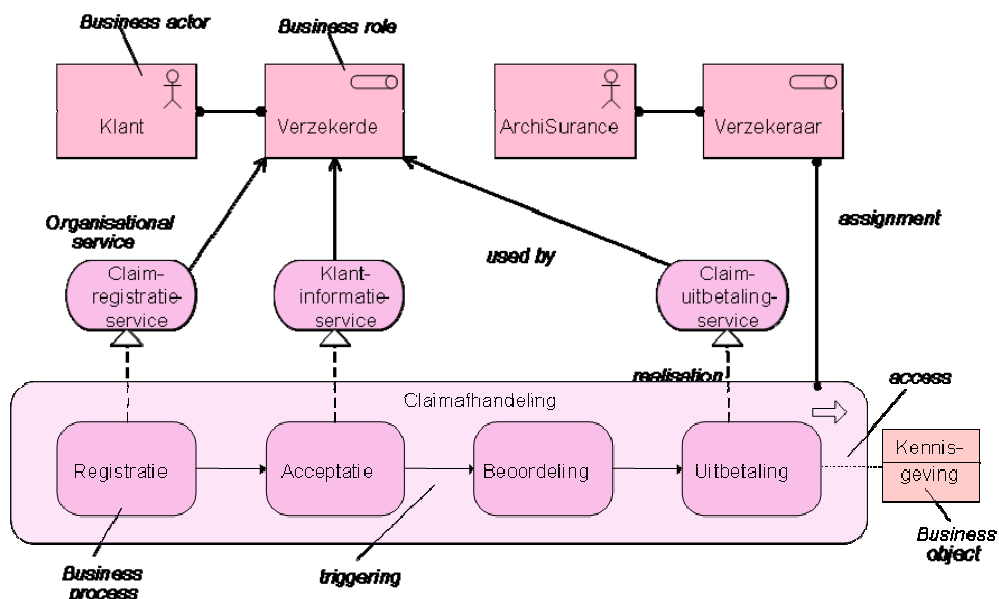 Business actor
Business role
Klant
Verzekerde
ArchiSurance
Verzekeraar
Organisational
service
used by
assignment
Claim-
registratie-
service
Klant-
informatie-
service
Claim-
uitbetaling-
service
realisation
access
Claimafhandeling
Registratie
Acceptatie
Beoordeling
Uitbetaling
Kennis-
geving
Business
process
triggering
Business
object